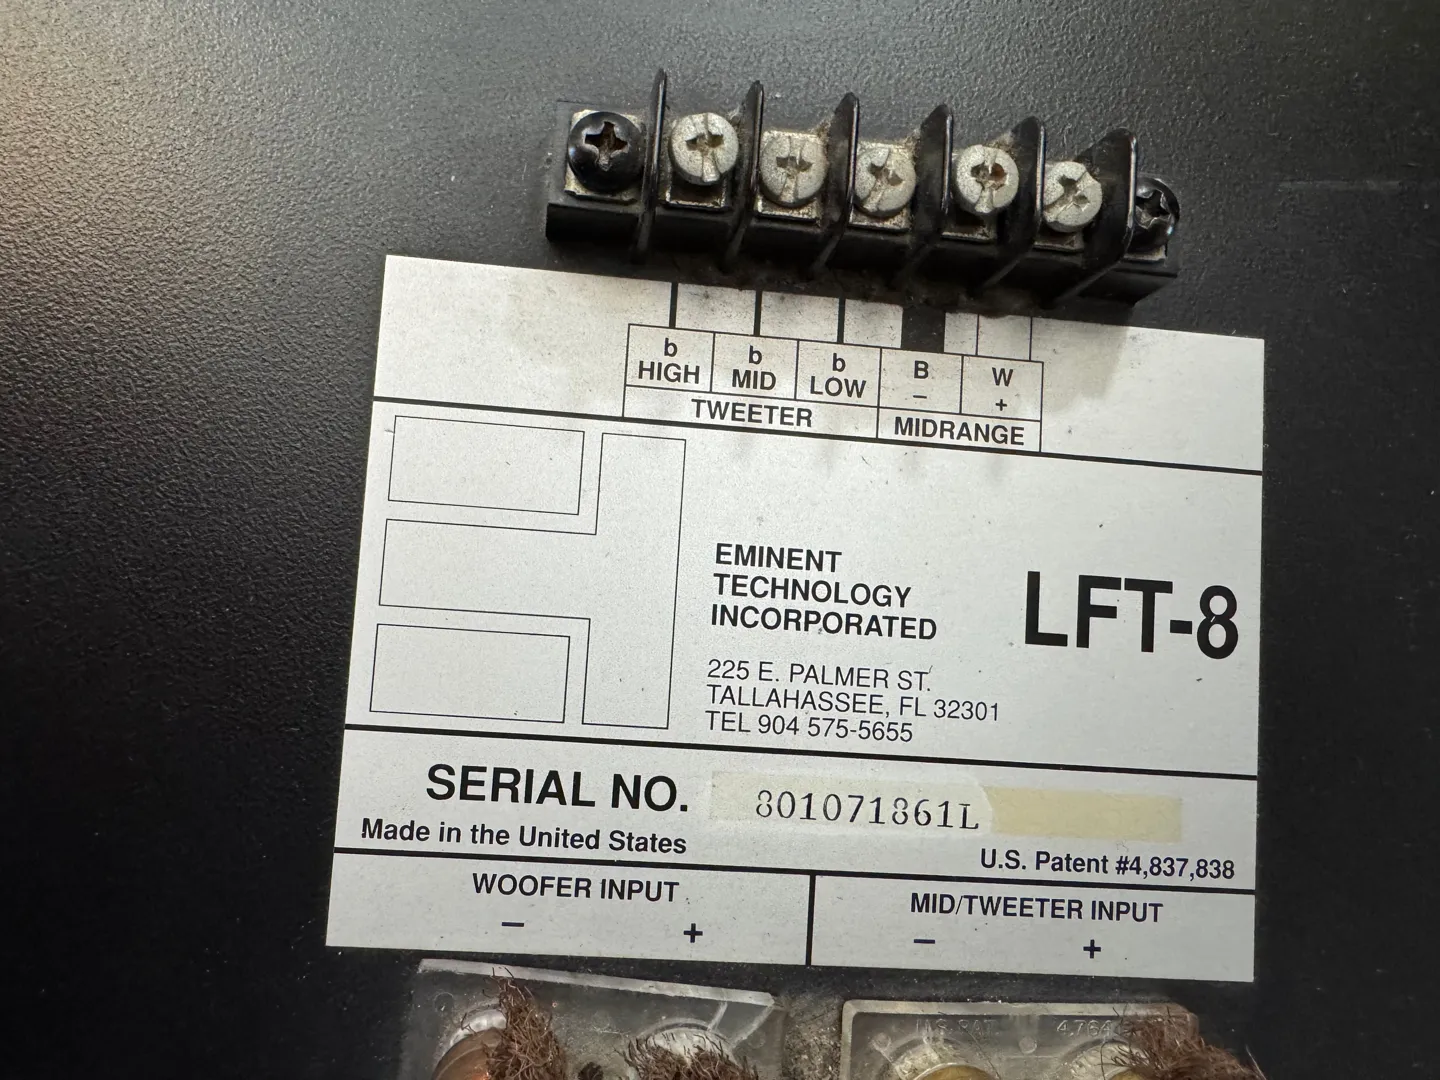 b b b B W
HIGH MID LOW – +
TWEETER MIDRANGE
EMINENT
TECHNOLOGY
INCORPORATED
LFT-8
225 E. PALMER ST.
TALLAHASSEE, FL 32301
TEL 904 575-5655
SERIAL NO. 801071861L
Made in the United States
U.S. Patent #4,837,838
WOOFER INPUT
– +
MID/TWEETER INPUT
– +
U.S. PAT.